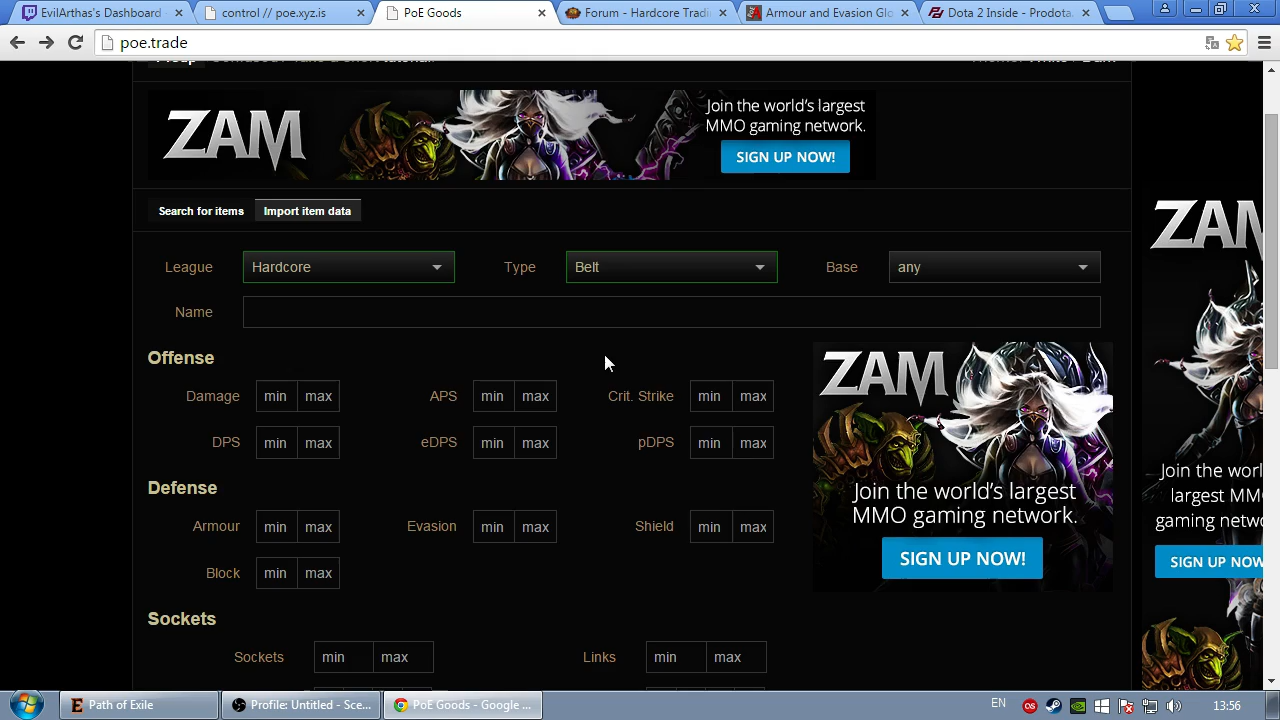 EvilArthas's Dashboard -
control // poe.xyz.is
PoE Goods
Forum - Hardcore Tradi
Armour and Evasion Glo
Dota 2 Inside - Prodota.
poe.trade
ZAM
Join the world's largest
MMO gaming network.
SIGN UP NOW!
Search for items
Import item data
League
Hardcore
Type
Belt
Base
any
Name
Offense
Damage min max
APS min max
Crit. Strike min max
DPS min max
eDPS min max
pDPS min max
Defense
Armour min max
Evasion min max
Shield min max
Block min max
Sockets
Sockets min max
Links min max
ZAM
Join the world's largest
MMO gaming network.
SIGN UP NOW!
ZAM
Join the worl
largest MM
gaming netwo
SIGN UP NOW
Path of Exile
Profile: Untitled - Sce...
PoE Goods - Google ...
EN
13:56